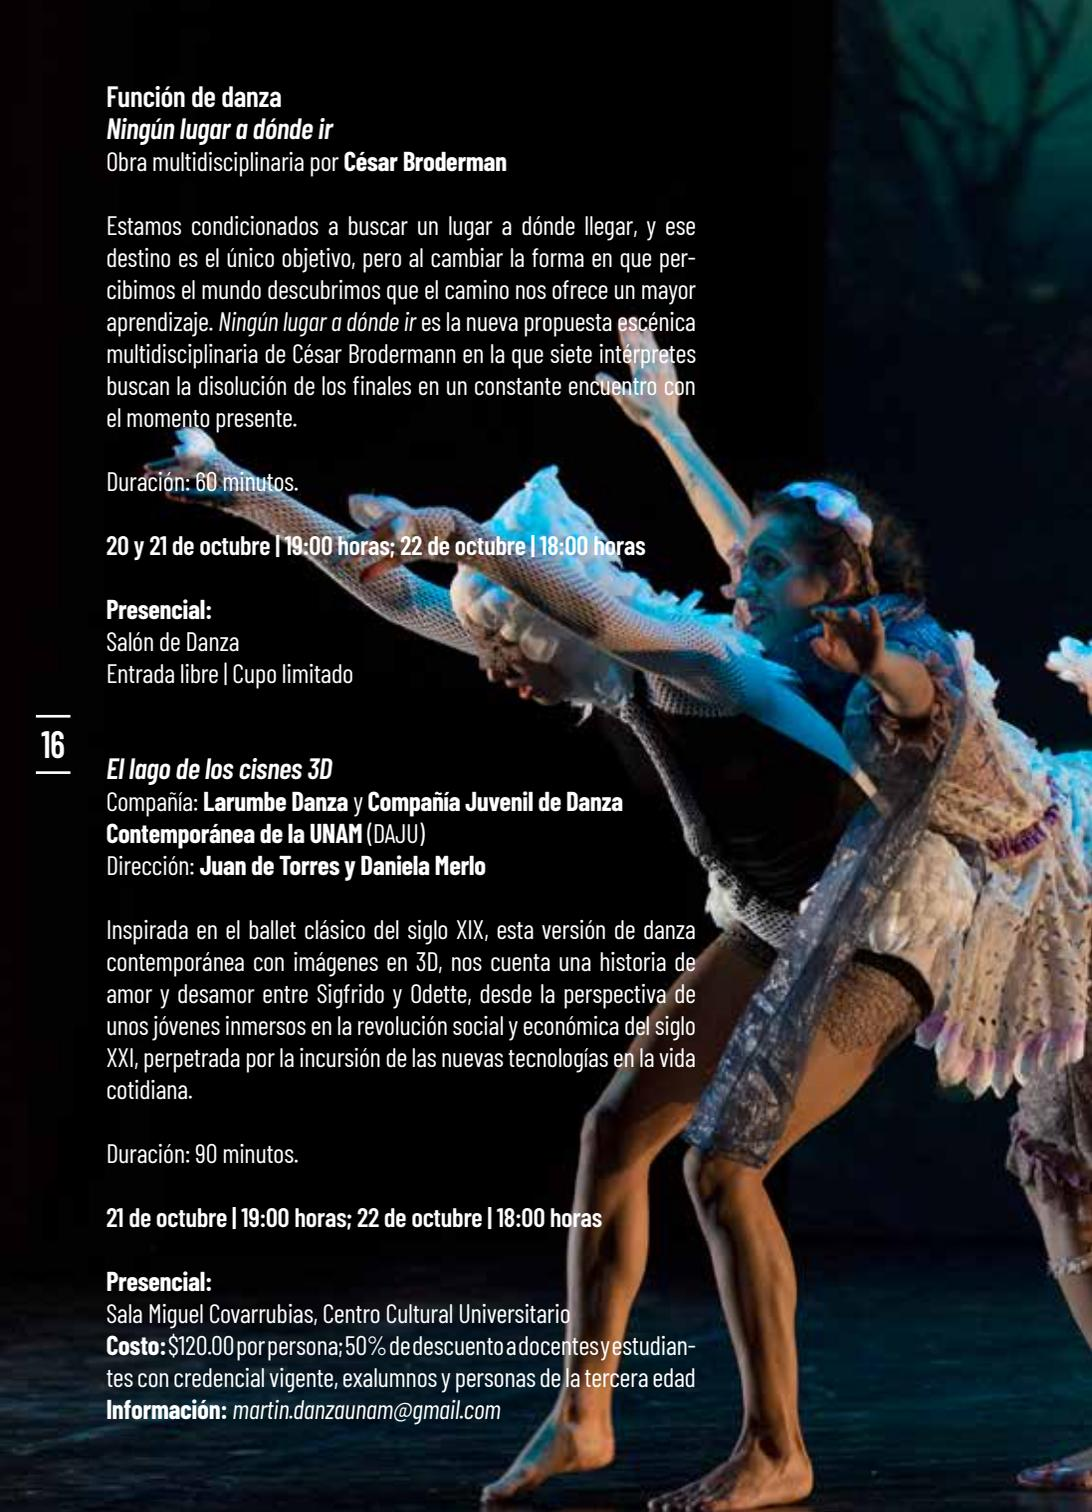 Función de danza
Ningún lugar a dónde ir
Obra multidisciplinaria por César Broderman
Estamos condicionados a buscar un lugar a dónde llegar, y ese
destino es el único objetivo, pero al cambiar la forma en que per-
cibimos el mundo descubrimos que el camino nos ofrece un mayor
aprendizaje. Ningún lugar a dónde ir es la nueva propuesta escénica
multidisciplinaria de César Brodermann en la que siete intérpretes
buscan la disolución de los finales en un constante encuentro con
el momento presente.
Duración: 60 minutos.
20 y 21 de octubre | 19:00 horas; 22 de octubre | 18:00 horas
Presencial:
Salón de Danza
Entrada libre | Cupo limitado
16
El lago de los cisnes 3D
Compañía: Larumbe Danza y Compañía Juvenil de Danza
Contemporánea de la UNAM (DAJU)
Dirección: Juan de Torres y Daniela Merlo
Inspirada en el ballet clásico del siglo XIX, esta versión de danza
contemporánea con imágenes en 3D, nos cuenta una historia de
amor y desamor entre Sigfrido y Odette, desde la perspectiva de
unos jóvenes inmersos en la revolución social y económica del siglo
XXI, perpetrada por la incursión de las nuevas tecnologías en la vida
cotidiana.
Duración: 90 minutos.
21 de octubre | 19:00 horas; 22 de octubre | 18:00 horas
Presencial:
Sala Miguel Covarrubias, Centro Cultural Universitario
Costo: $120.00 por persona; 50% de descuento a docentes y estudian-
tes con credencial vigente, exalumnos y personas de la tercera edad
Información: martin.danzaunam@gmail.com